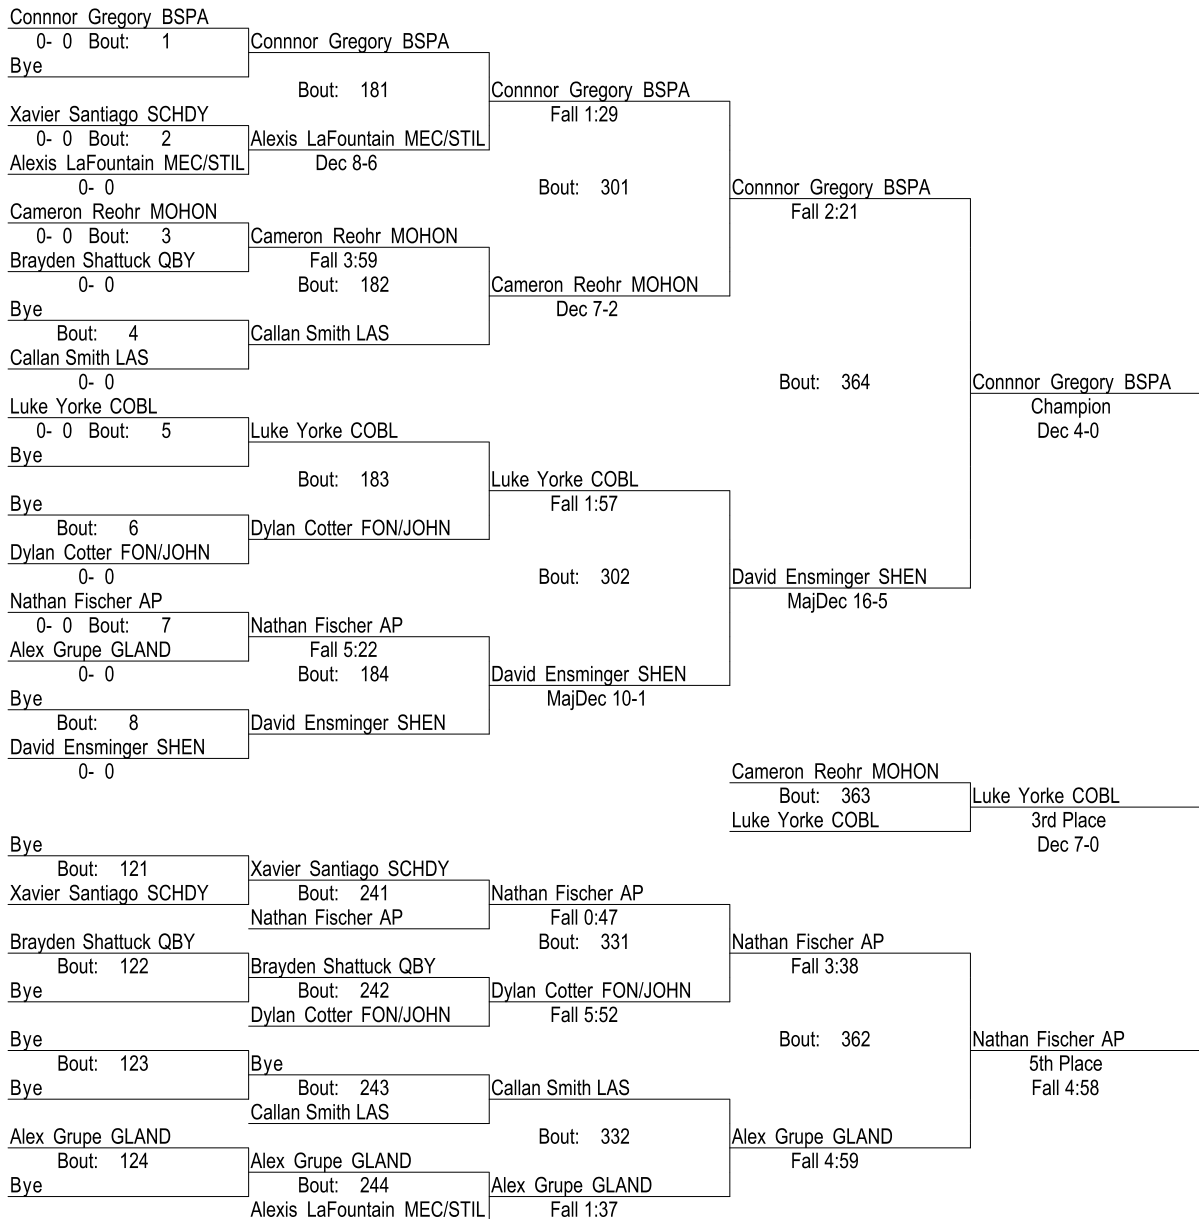 Connnor Gregory BSPA
0- 0 Bout: 1
Bye
Connnor Gregory BSPA
Bout: 181
Connnor Gregory BSPA
Fall 1:29
Xavier Santiago SCHDY
0- 0 Bout: 2
Alexis LaFountain MEC/STIL
0- 0
Alexis LaFountain MEC/STIL
Dec 8-6
Bout: 301
Connnor Gregory BSPA
Fall 2:21
Cameron Reohr MOHON
0- 0 Bout: 3
Brayden Shattuck QBY
0- 0
Cameron Reohr MOHON
Fall 3:59
Bout: 182
Cameron Reohr MOHON
Dec 7-2
Bye
Bout: 4
Callan Smith LAS
0- 0
Callan Smith LAS
Bout: 364
Connnor Gregory BSPA
Champion
Dec 4-0
Luke Yorke COBL
0- 0 Bout: 5
Bye
Luke Yorke COBL
Bout: 183
Luke Yorke COBL
Fall 1:57
Bye
Bout: 6
Dylan Cotter FON/JOHN
0- 0
Dylan Cotter FON/JOHN
Bout: 302
David Ensminger SHEN
MajDec 16-5
Nathan Fischer AP
0- 0 Bout: 7
Alex Grupe GLAND
0- 0
Nathan Fischer AP
Fall 5:22
Bout: 184
David Ensminger SHEN
MajDec 10-1
Bye
Bout: 8
David Ensminger SHEN
0- 0
David Ensminger SHEN
Cameron Reohr MOHON
Bout: 363
Luke Yorke COBL
Luke Yorke COBL
3rd Place
Dec 7-0
Bye
Bout: 121
Xavier Santiago SCHDY
Xavier Santiago SCHDY
Bout: 241
Nathan Fischer AP
Nathan Fischer AP
Fall 0:47
Bout: 331
Nathan Fischer AP
Fall 3:38
Brayden Shattuck QBY
Bout: 122
Bye
Brayden Shattuck QBY
Bout: 242
Dylan Cotter FON/JOHN
Dylan Cotter FON/JOHN
Fall 5:52
Bout: 362
Nathan Fischer AP
5th Place
Fall 4:58
Bye
Bout: 123
Bye
Bye
Bout: 243
Callan Smith LAS
Callan Smith LAS
Bout: 332
Alex Grupe GLAND
Fall 4:59
Alex Grupe GLAND
Bout: 124
Bye
Alex Grupe GLAND
Bout: 244
Alexis LaFountain MEC/STIL
Alex Grupe GLAND
Fall 1:37